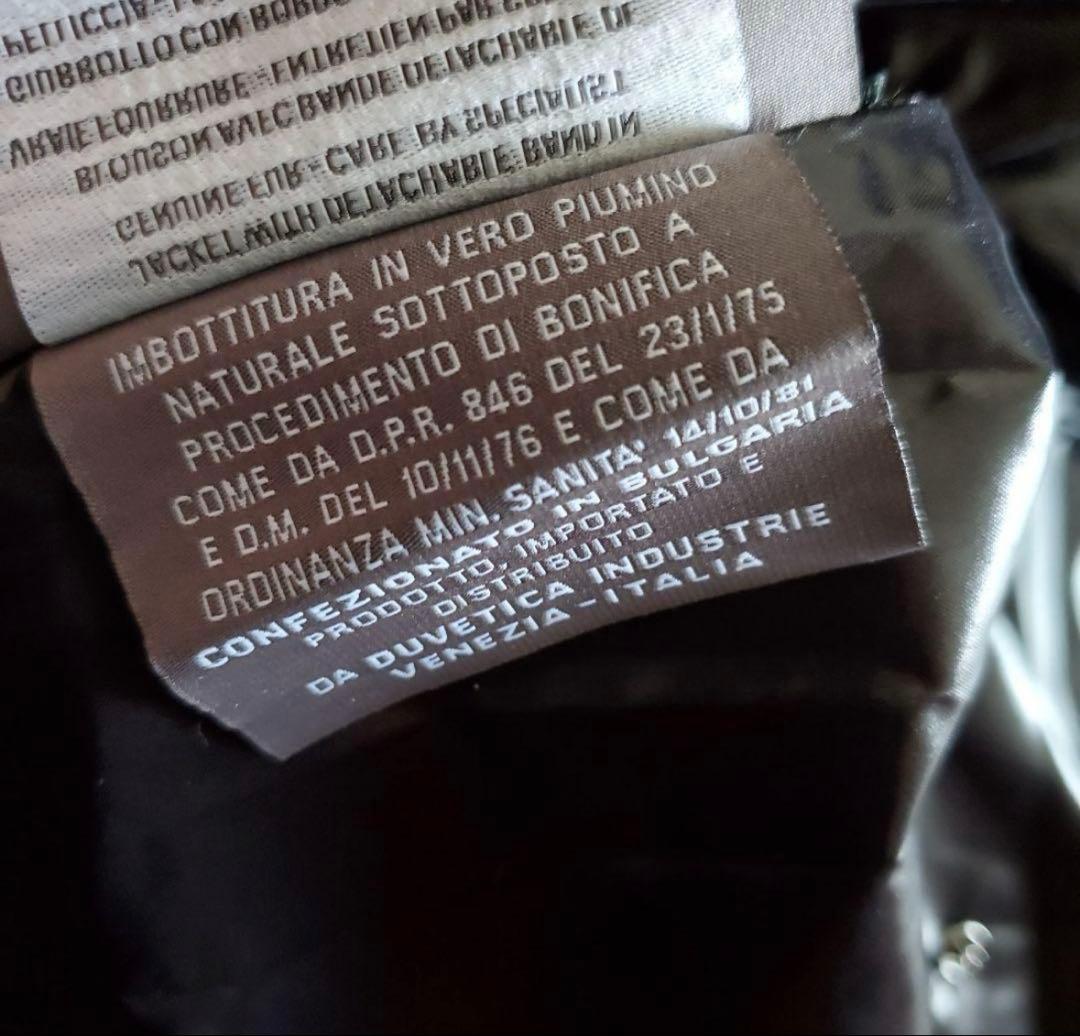 JACKET WITH DETACHABLE BAND IN
GENUINE FUR - CARE BY SPECIALIST
BLOUSON AVEC BANDE DETACHABLE DE
VRAIE FOURRURE - ENTRETIEN PAR
GIUBBOTTO CON
PELLICCIA -
IMBOTTITURA IN VERO PIUMINO
NATURALE SOTTOPOSTO A
PROCEDIMENTO DI BONIFICA
COME DA D.P.R. 846 DEL 23/1/75
E D.M. DEL 10/11/76 E COME DA
ORDINANZA MIN. SANITA' 14/10/81
CONFEZIONATO IN BULGARIA
PRODOTTO, IMPORTATO E
DISTRIBUITO
DA DUVETICA INDUSTRIE
VENEZIA-ITALIA